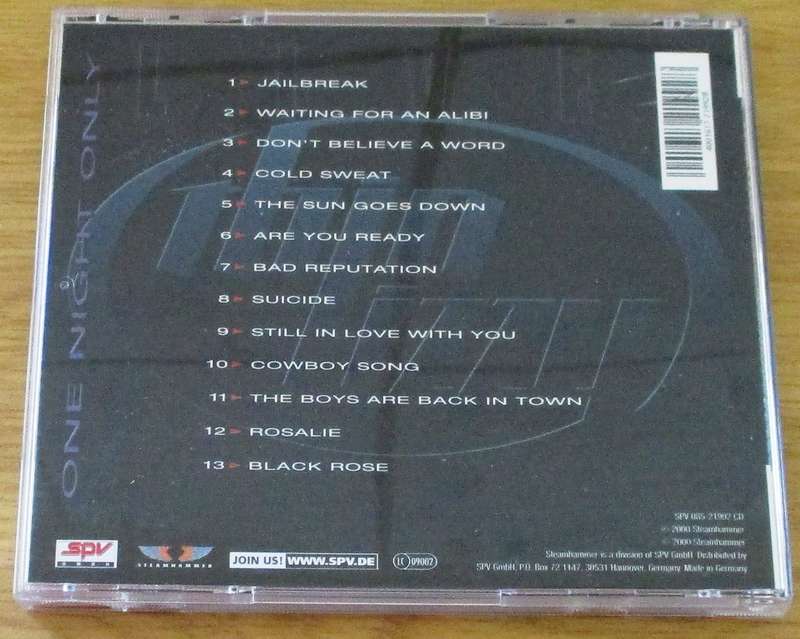 1 JAILBREAK
2 WAITING FOR AN ALIBI
3 DON'T BELIEVE A WORD
4 COLD SWEAT
5 THE SUN GOES DOWN
6 ARE YOU READY
7 BAD REPUTATION
8 SUICIDE
9 STILL IN LOVE WITH YOU
10 COWBOY SONG
11 THE BOYS ARE BACK IN TOWN
12 ROSALIE
13 BLACK ROSE
ONE NIGHT ONLY
thin lizzy
SPV 085-21902 CD
℗ 2000 Steamhammer
© 2000 Steamhammer
Steamhammer is a division of SPV GmbH. Distributed by
SPV GmbH, P.O. Box 72 1147, 30531 Hannover, Germany. Made in Germany
spv
STEAMHAMMER
JOIN US! WWW.SPV.DE
LC 09002